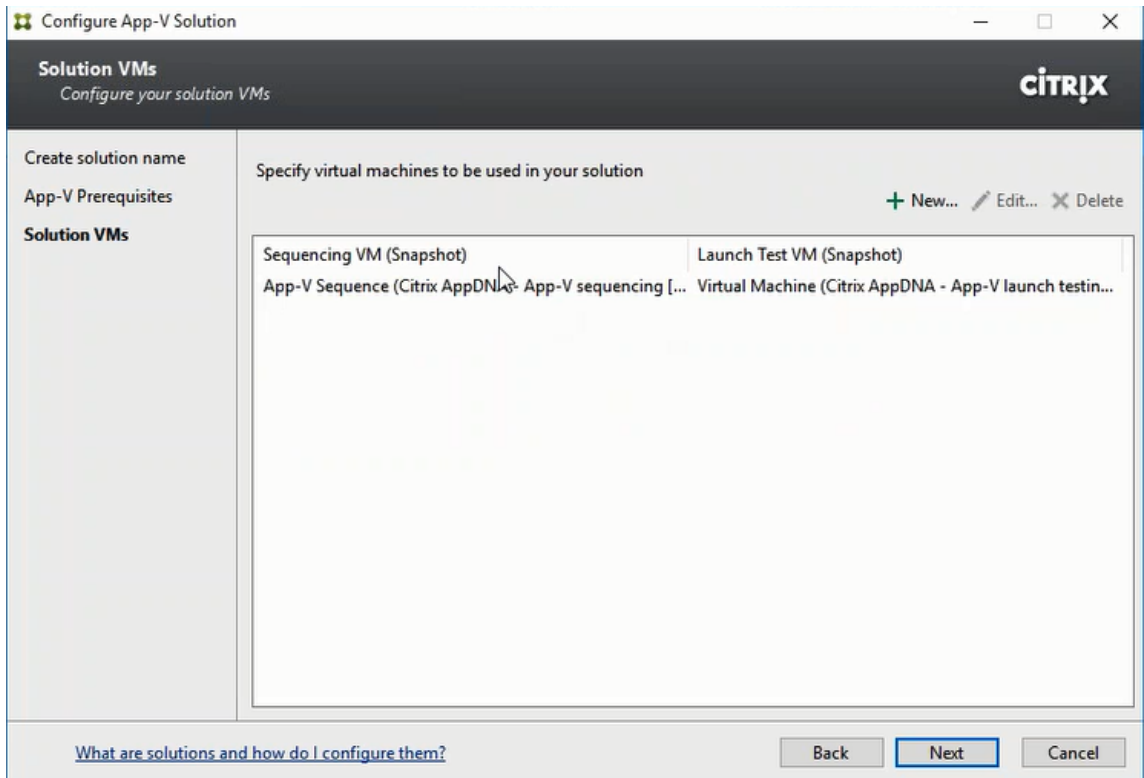 Configure App-V Solution
Solution VMs
Configure your solution VMs
CİTRIX
Create solution name
App-V Prerequisites
Solution VMs
Specify virtual machines to be used in your solution
New... Edit... Delete
Sequencing VM (Snapshot) Launch Test VM (Snapshot)
App-V Sequence (Citrix AppDNA - App-V sequencing [... Virtual Machine (Citrix AppDNA - App-V launch testin...
What are solutions and how do I configure them? Back Next Cancel